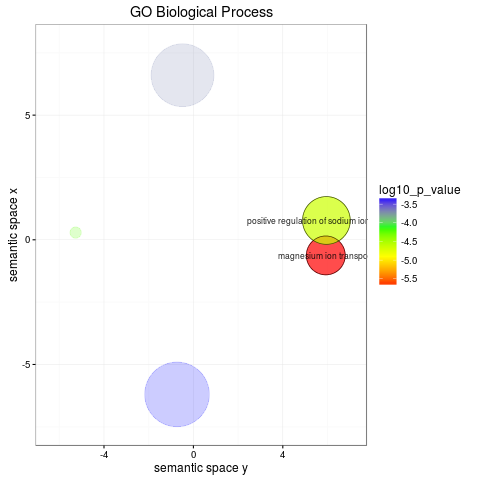 GO Biological Process
semantic space x
5
0
-5
positive regulation of sodium ion
magnesium ion transpo
-4
0
4
semantic space y
log10_p_value
-3.5
-4.0
-4.5
-5.0
-5.5